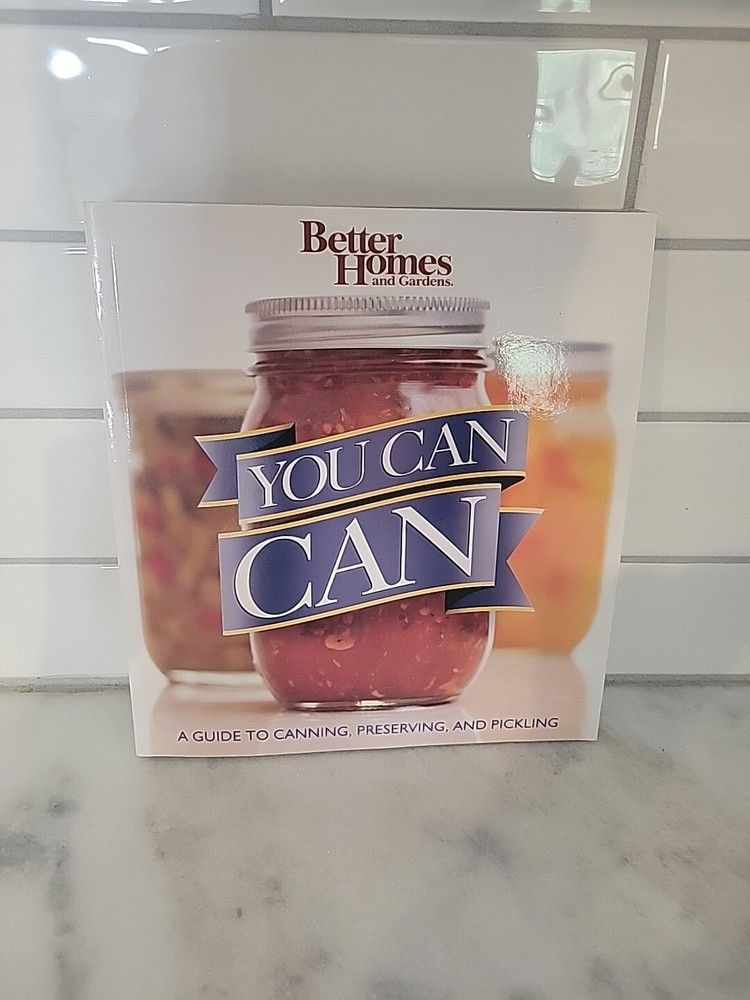 Better
Homes
and Gardens.
YOU CAN
CAN
A GUIDE TO CANNING, PRESERVING, AND PICKLING